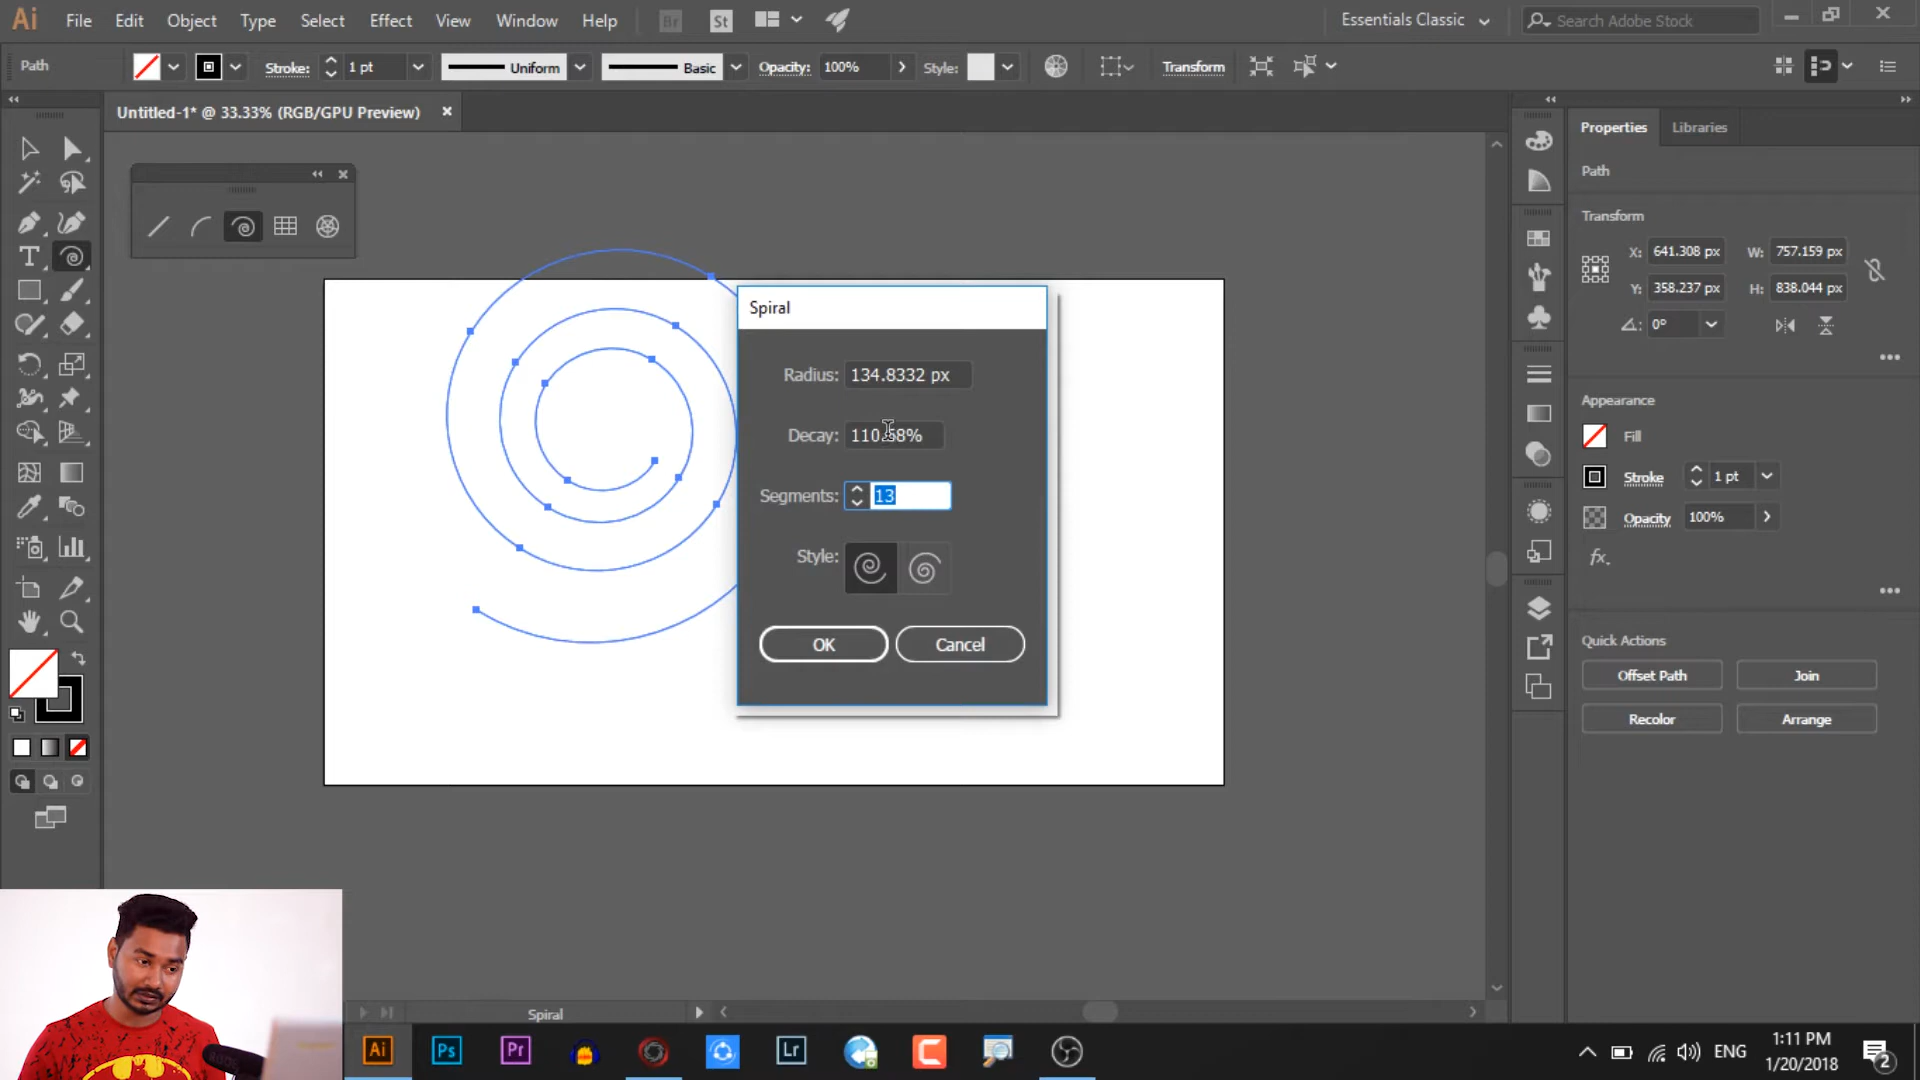 Ai File Edit Object Type Select Effect View Window Help Br St Essentials Classic Search Adobe Stock
Path Stroke: 1 pt Uniform Basic Opacity: 100% Style: Transform
Untitled-1* @ 33.33% (RGB/GPU Preview)
Properties Libraries
Path
Transform
X: 641.308 px W: 757.159 px
Y: 358.237 px H: 838.044 px
0°
Appearance
Fill
Stroke 1 pt
Opacity 100%
fx.
Quick Actions
Offset Path Join
Recolor Arrange
Spiral
Radius: 134.8332 px
Decay:
Segments: 13
Style:
OK Cancel
T
Spiral
Ai Ps Pr Lr C ENG
1:11 PM
1/20/2018
2